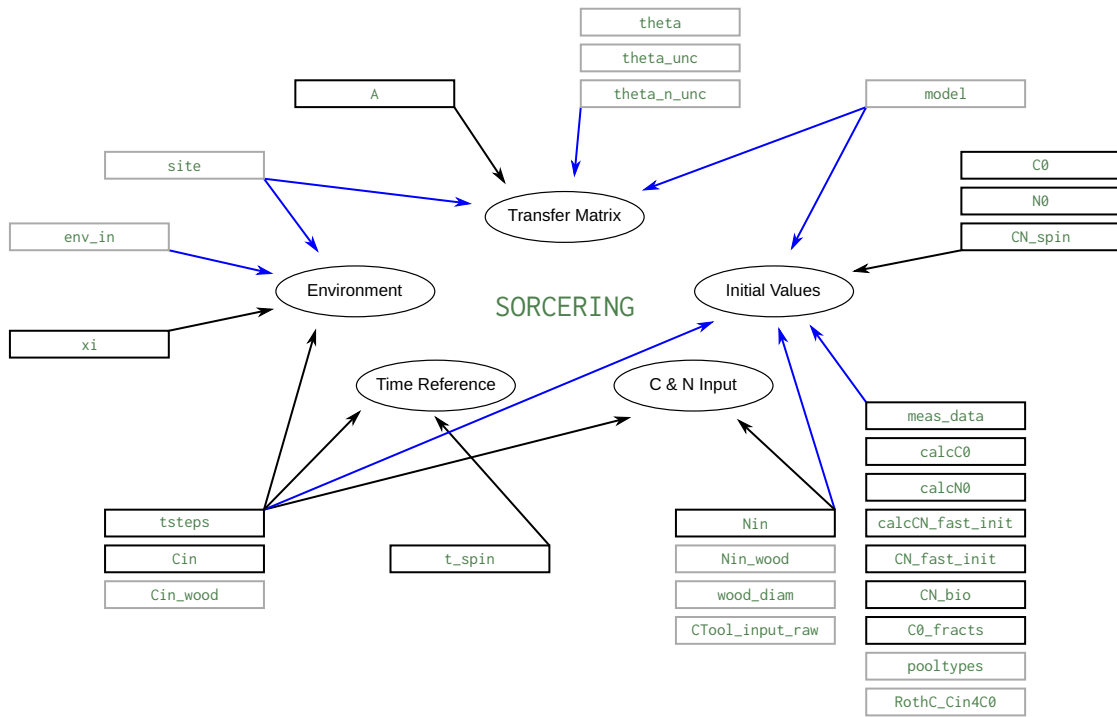 theta
theta_unc
A
theta_n_unc
model
site
C0
N0
Transfer Matrix
env_in
CN_spin
Environment
Initial Values
SORCERING
xi
Time Reference
C & N Input
meas_data
calcC0
calcN0
tsteps
Nin
calcCN_fast_init
Cin
t_spin
Nin_wood
CN_fast_init
Cin_wood
wood_diam
CN_bio
CTool_input_raw
C0_fracts
pooltypes
RothC_Cin4C0